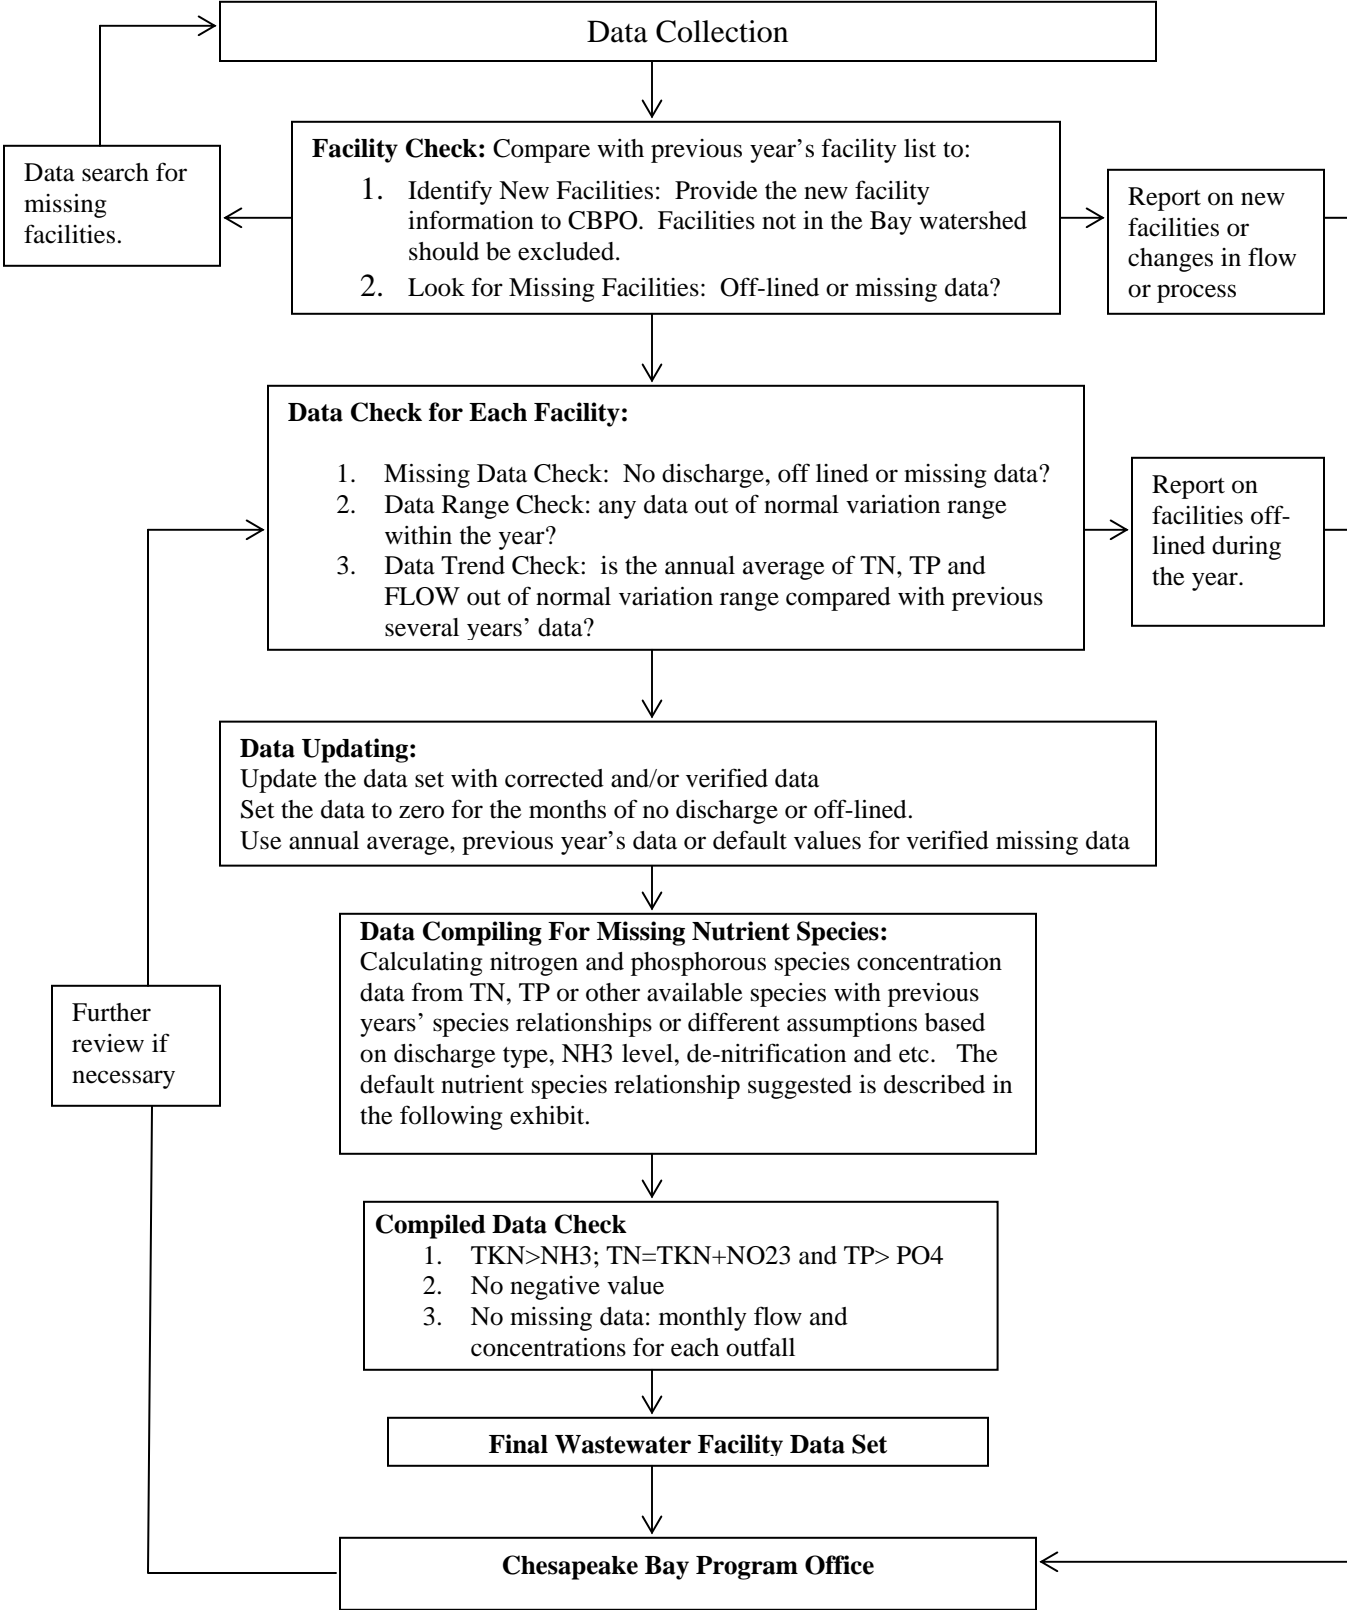 Data Collection
Data search for
missing
facilities.
Facility Check: Compare with previous year’s facility list to:
1. Identify New Facilities: Provide the new facility
information to CBPO. Facilities not in the Bay watershed
should be excluded.
2. Look for Missing Facilities: Off-lined or missing data?
Report on new
facilities or
changes in flow
or process
Data Check for Each Facility:
1. Missing Data Check: No discharge, off lined or missing data?
2. Data Range Check: any data out of normal variation range
within the year?
3. Data Trend Check: is the annual average of TN, TP and
FLOW out of normal variation range compared with previous
several years’ data?
Report on
facilities off-
lined during
the year.
Data Updating:
Update the data set with corrected and/or verified data
Set the data to zero for the months of no discharge or off-lined.
Use annual average, previous year’s data or default values for verified missing data
Data Compiling For Missing Nutrient Species:
Calculating nitrogen and phosphorous species concentration
data from TN, TP or other available species with previous
years’ species relationships or different assumptions based
on discharge type, NH3 level, de-nitrification and etc. The
default nutrient species relationship suggested is described in
the following exhibit.
Further
review if
necessary
Compiled Data Check
1. TKN>NH3; TN=TKN+NO23 and TP> PO4
2. No negative value
3. No missing data: monthly flow and
concentrations for each outfall
Final Wastewater Facility Data Set
Chesapeake Bay Program Office